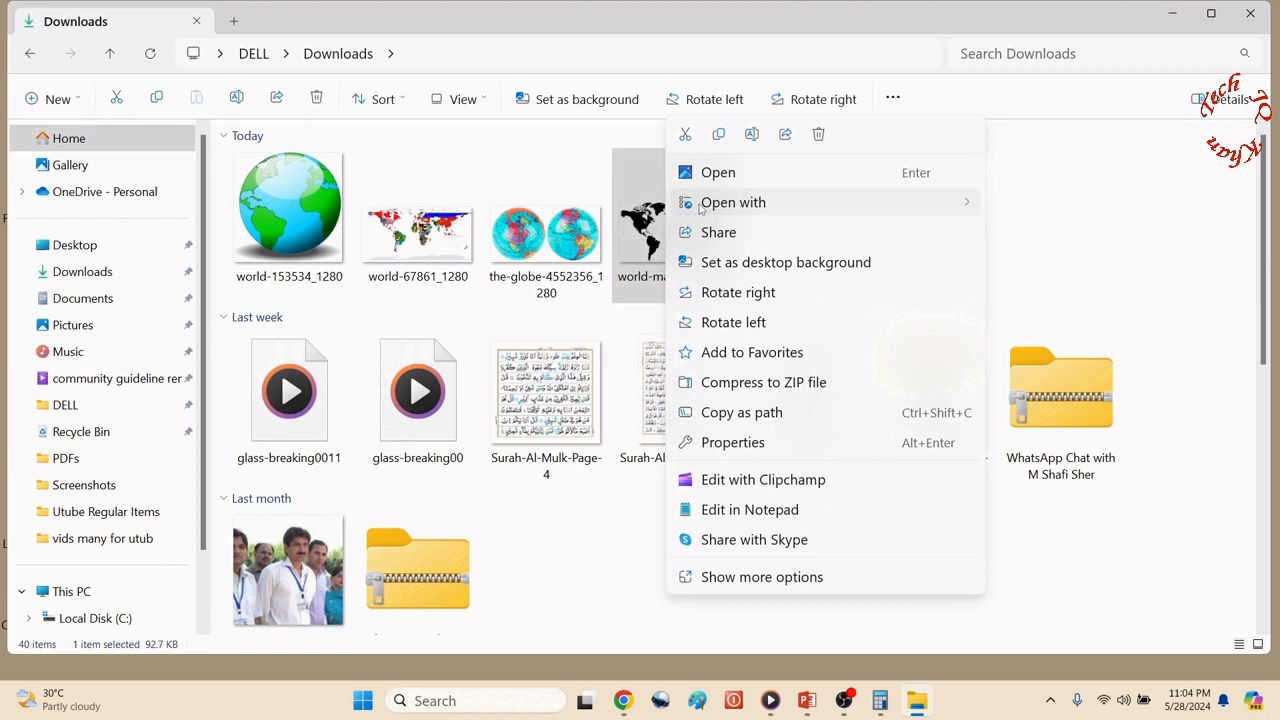 Downloads
DELL
Downloads
Search Downloads
New
Sort
View
Set as background
Rotate left
Rotate right
Details
Tech
TO
Khan
Home
Gallery
OneDrive - Personal
Desktop
Downloads
Documents
Pictures
Music
community guideline rer
DELL
Recycle Bin
PDFs
Screenshots
Utube Regular Items
vids many for utub
This PC
Local Disk (C:)
Today
world-153534_1280
world-67861_1280
the-globe-4552356_1
280
world-ma
Last week
glass-breaking0011
glass-breaking00
Surah-Al-Mulk-Page-
4
Surah-Al
WhatsApp Chat with
M Shafi Sher
Last month
Open
Enter
Open with
Share
Set as desktop background
Rotate right
Rotate left
Add to Favorites
Compress to ZIP file
Copy as path
Ctrl+Shift+C
Properties
Alt+Enter
Edit with Clipchamp
Edit in Notepad
Share with Skype
Show more options
40 items
1 item selected 92.7 KB
30°C
Partly cloudy
Search
11:04 PM
5/28/2024